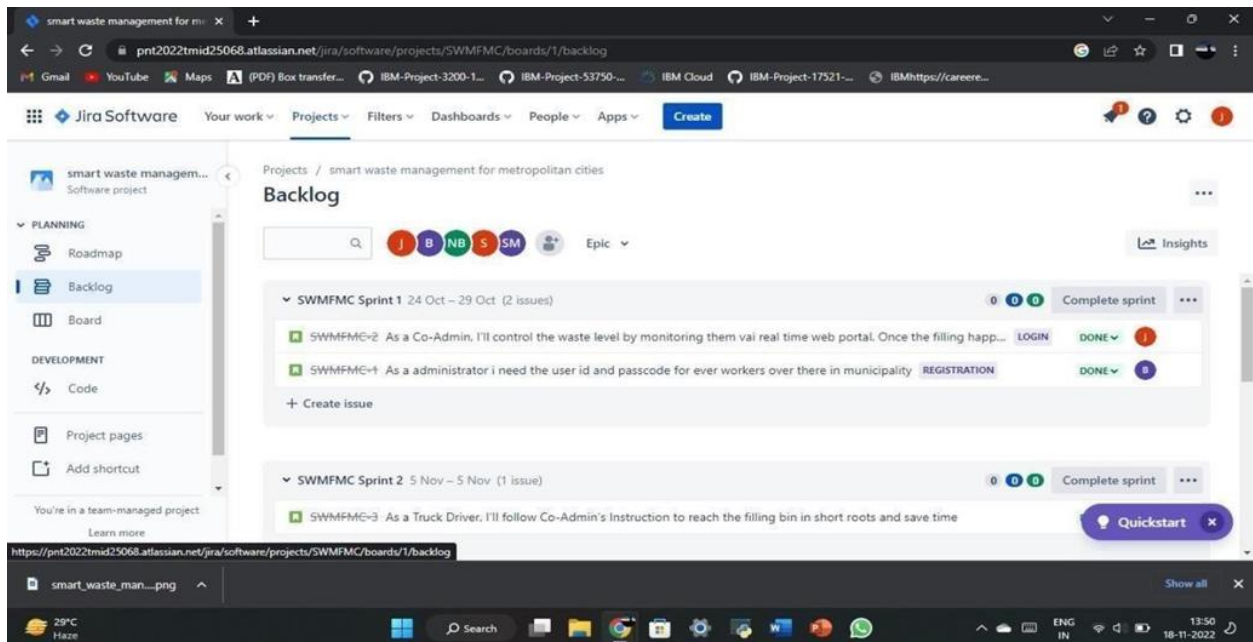 smart waste management for me
pnt2022tmid25068.atlassian.net/jira/software/projects/SWMFMC/boards/1/backlog
Gmail YouTube Maps (PDF) Box transfer... IBM-Project-3200-1... IBM-Project-53750-... IBM Cloud IBM-Project-17521-... IBMhttps://careere...
Jira Software Your work Projects Filters Dashboards People Apps Create 1 J
smart waste managem...
Software project
PLANNING
Roadmap
Backlog
Board
DEVELOPMENT
Code
Project pages
Add shortcut
You're in a team-managed project
Learn more
Projects / smart waste management for metropolitan cities
Backlog
J B NB S SM Epic Insights
SWMFMC Sprint 1 24 Oct – 29 Oct (2 issues) 0 0 0 Complete sprint
SWMFMC-2 As a Co-Admin, I'll control the waste level by monitoring them vai real time web portal. Once the filling happ... LOGIN DONE J
SWMFMC-1 As a administrator i need the user id and passcode for ever workers over there in municipality REGISTRATION DONE B
+ Create issue
SWMFMC Sprint 2 5 Nov – 5 Nov (1 issue) 0 0 0 Complete sprint
SWMFMC-3 As a Truck Driver, I'll follow Co-Admin's Instruction to reach the filling bin in short roots and save time
Quickstart
https://pnt2022tmid25068.atlassian.net/jira/software/projects/SWMFMC/boards/1/backlog
smart_waste_man....png Show all
29°C
Haze
Search
ENG
IN
13:50
18-11-2022